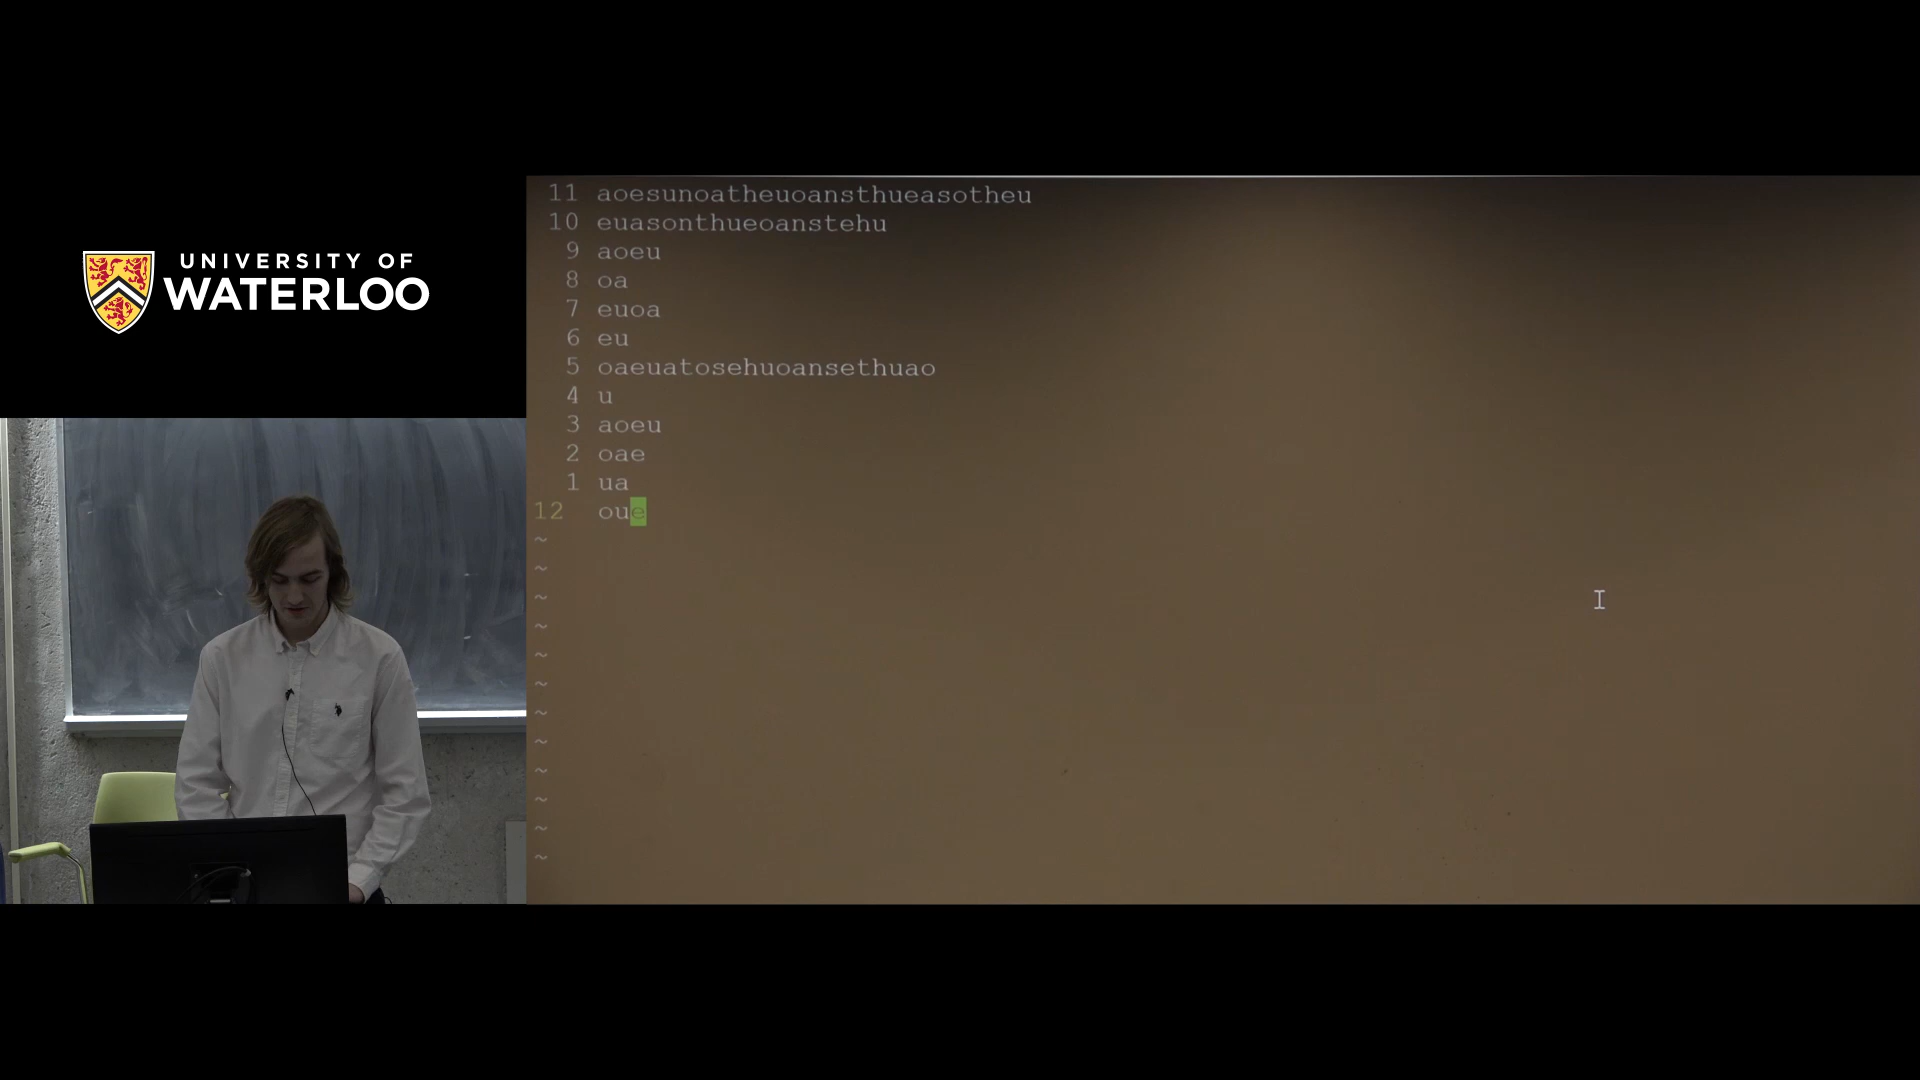 UNIVERSITY OF
WATERLOO
11 aoesunoatheuoansthueasotheu
10 euasonthueoanstehu
9 aoeu
8 oa
7 euoa
6 eu
5 oaeuatosehuoansethuao
4 u
3 aoeu
2 oae
1 ua
12 oue
~
~
~
~
~
~
~
~
~
~
~
~